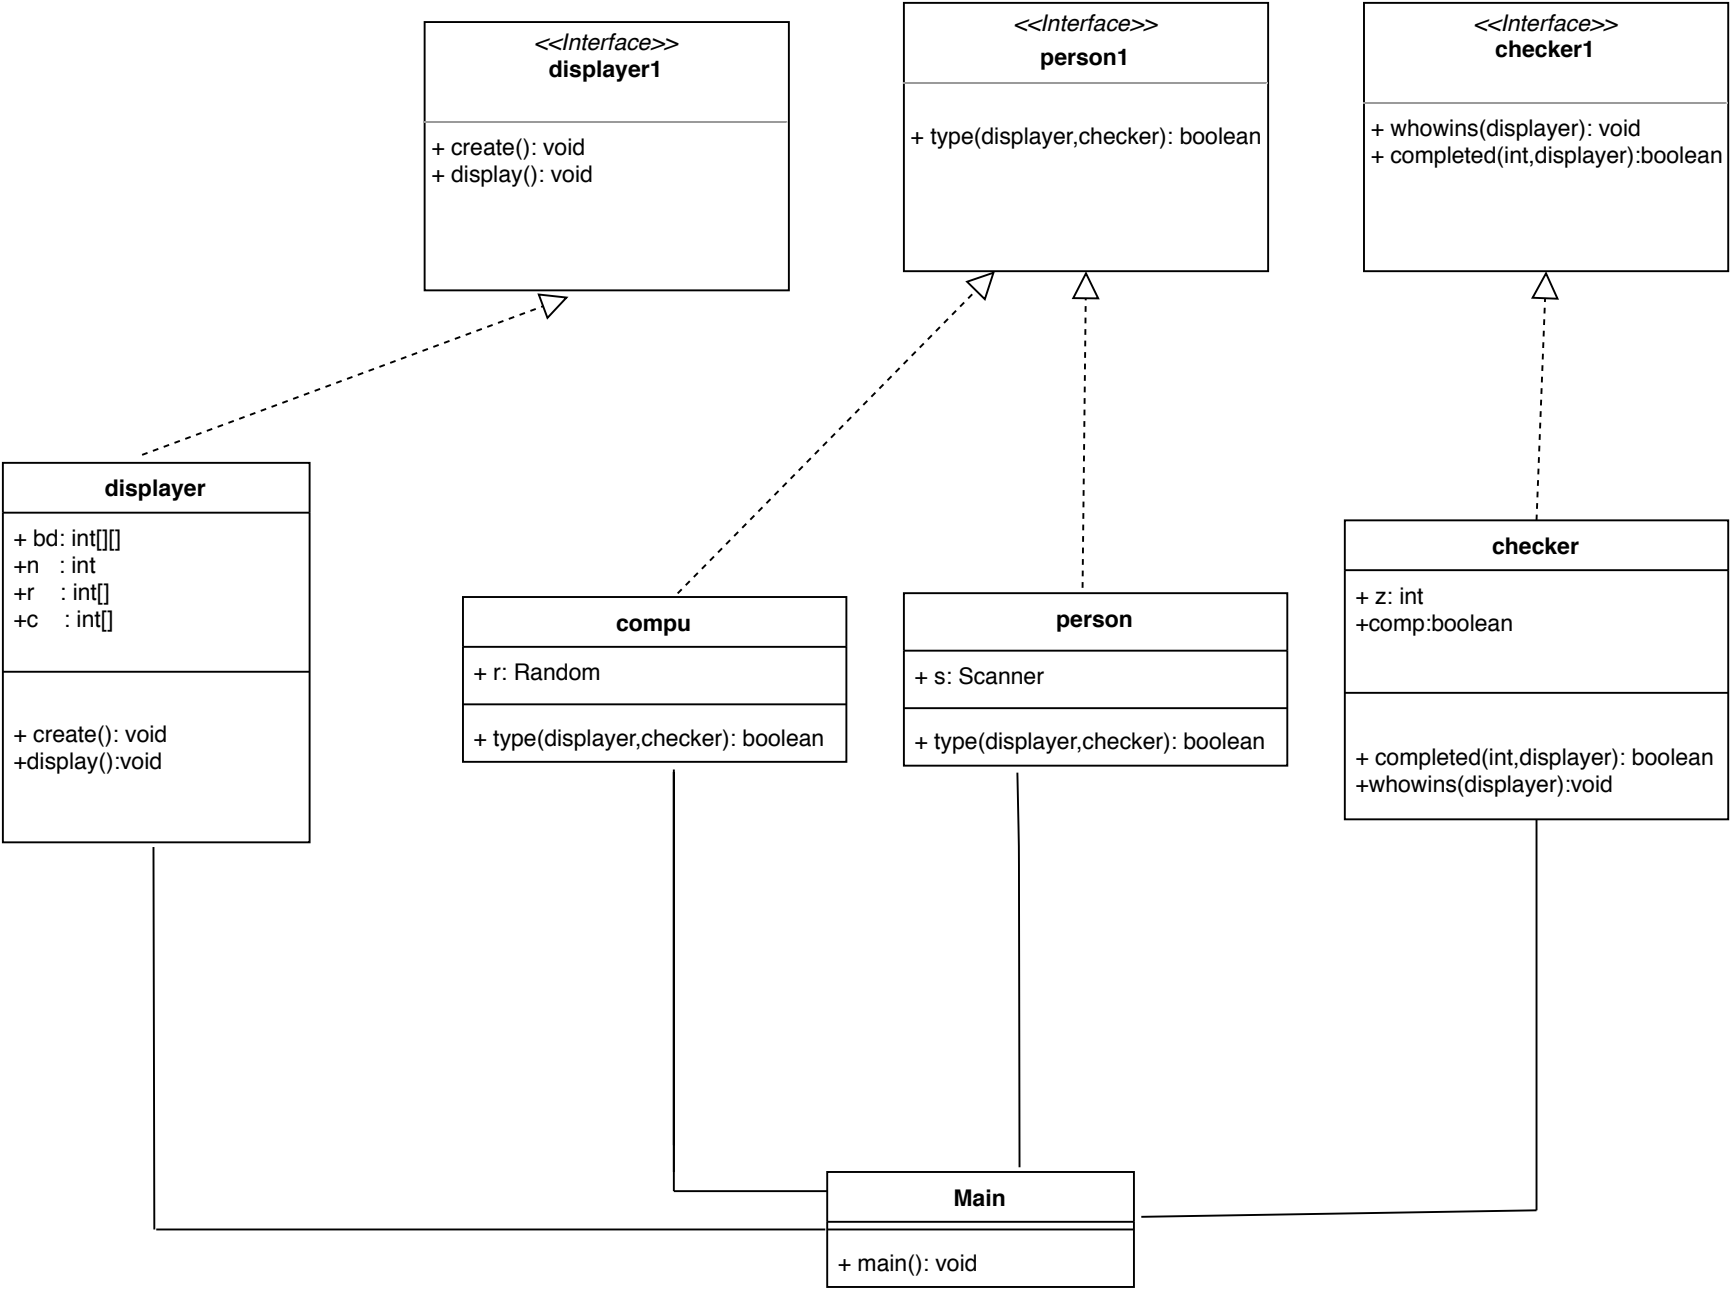 <<Interface>>
displayer1
+ create(): void
+ display(): void
<<Interface>>
person1
+ type(displayer,checker): boolean
<<Interface>>
checker1
+ whowins(displayer): void
+ completed(int,displayer):boolean
displayer
+ bd: int[][]
+n : int
+r : int[]
+c : int[]
+ create(): void
+display():void
compu
+ r: Random
+ type(displayer,checker): boolean
person
+ s: Scanner
+ type(displayer,checker): boolean
checker
+ z: int
+comp:boolean
+ completed(int,displayer): boolean
+whowins(displayer):void
Main
+ main(): void